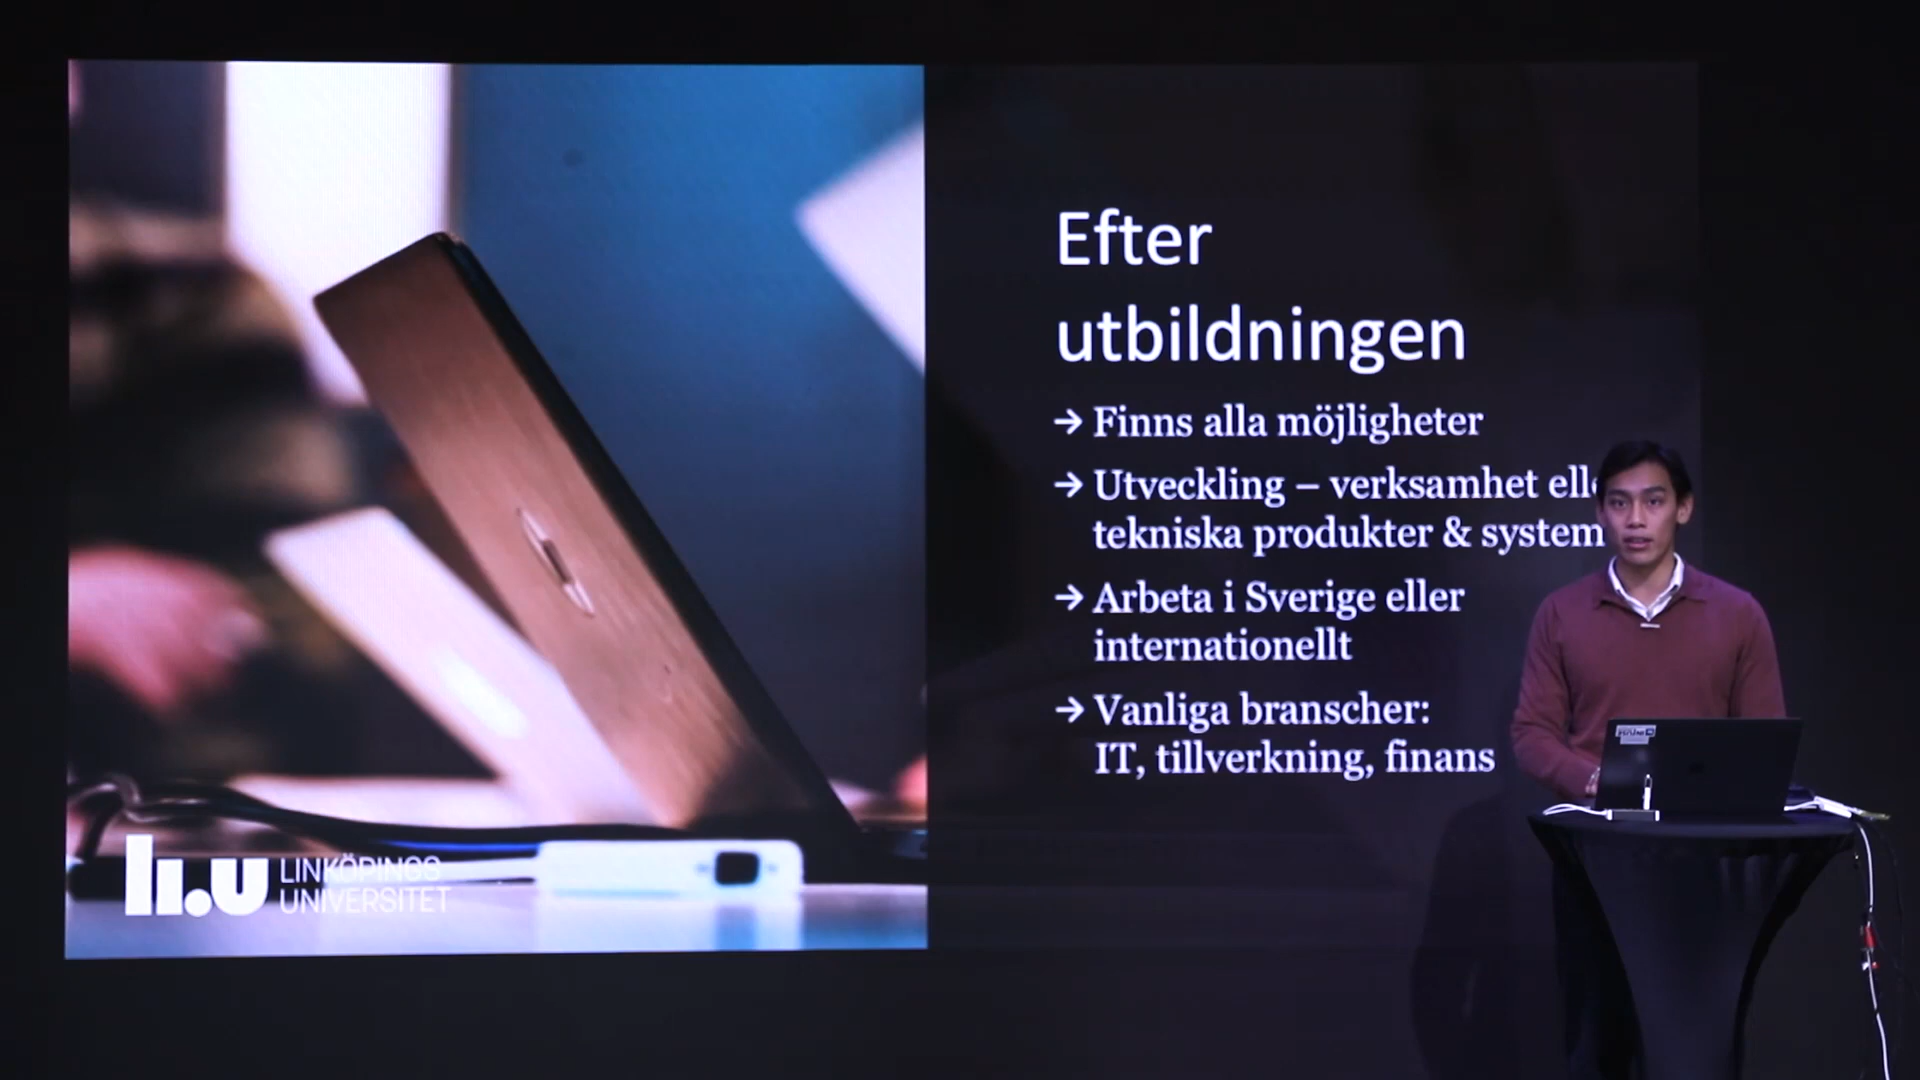 Efter
utbildningen
→ Finns alla möjligheter
→ Utveckling – verksamhet elle
tekniska produkter & system
→ Arbeta i Sverige eller
internationellt
→ Vanliga branscher:
IT, tillverkning, finans
li.u LINKÖPINGS
UNIVERSITET